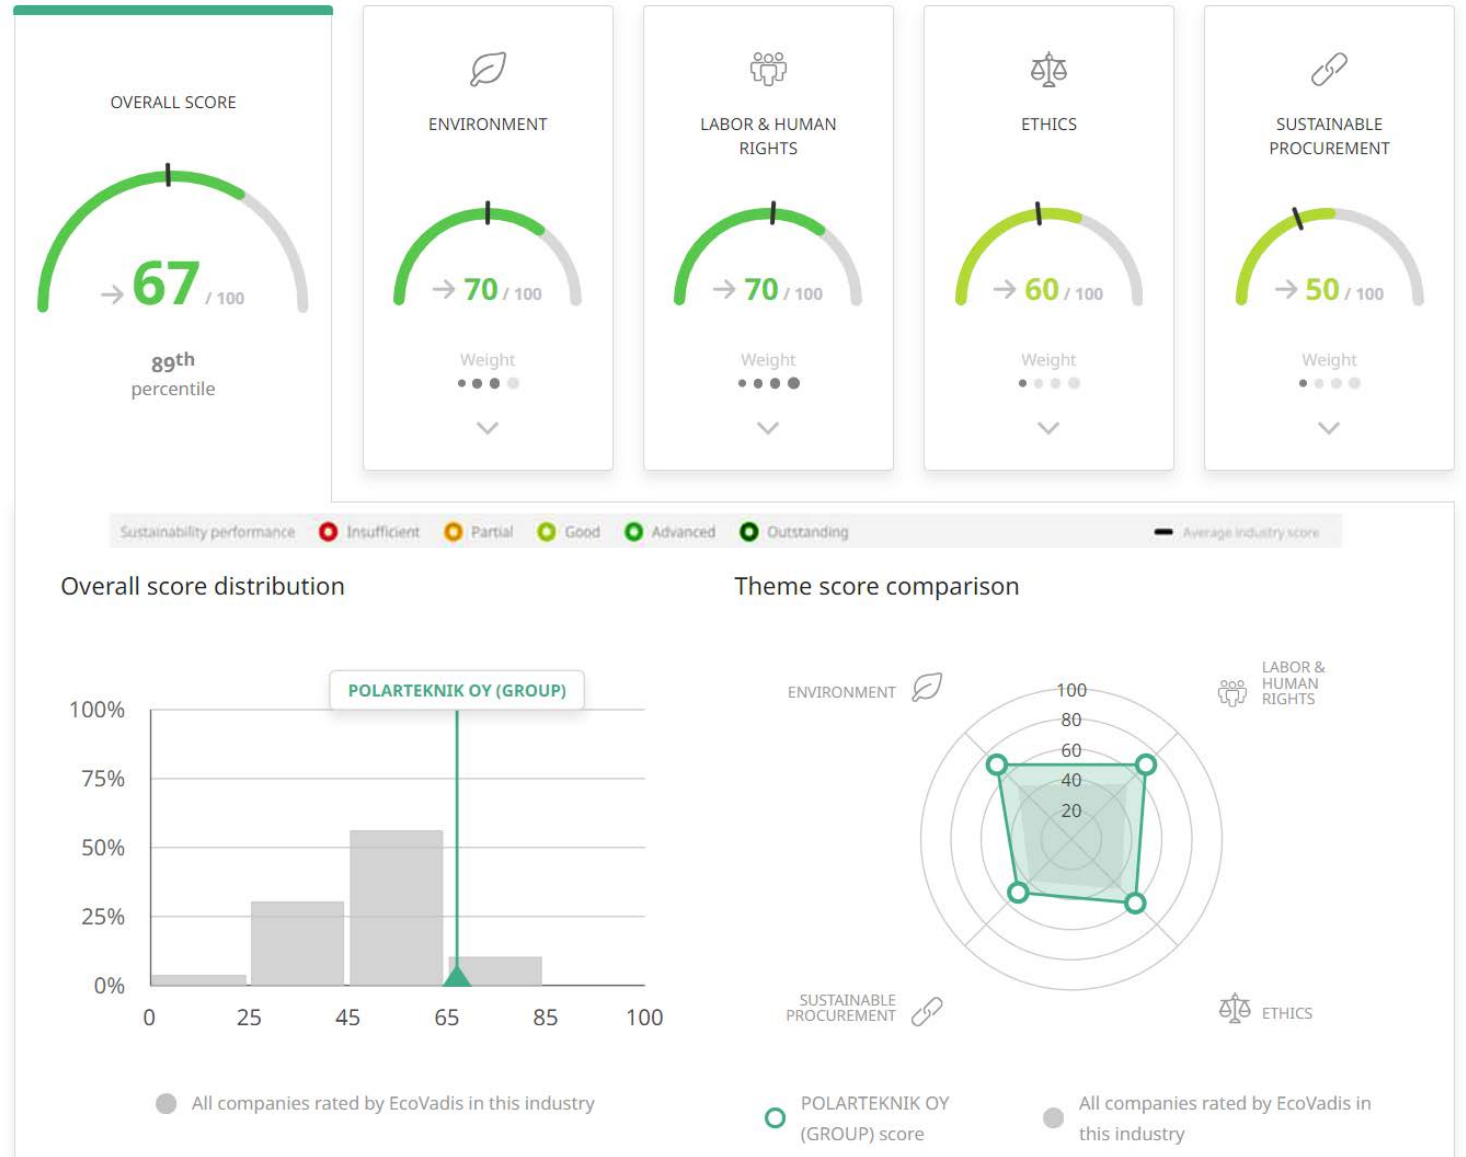 OVERALL SCORE
→ 67 / 100
89th
percentile
ENVIRONMENT
→ 70 / 100
Weight
LABOR & HUMAN
RIGHTS
→ 70 / 100
Weight
ETHICS
→ 60 / 100
Weight
SUSTAINABLE
PROCUREMENT
→ 50 / 100
Weight
Sustainability performance Insufficient Partial Good Advanced Outstanding Average industry score
Overall score distribution
POLARTEKNIK OY (GROUP)
100%
75%
50%
25%
0%
0 25 45 65 85 100
All companies rated by EcoVadis in this industry
Theme score comparison
ENVIRONMENT
LABOR &
HUMAN
RIGHTS
100
80
60
40
20
SUSTAINABLE
PROCUREMENT
ETHICS
POLARTEKNIK OY
(GROUP) score
All companies rated by EcoVadis in
this industry